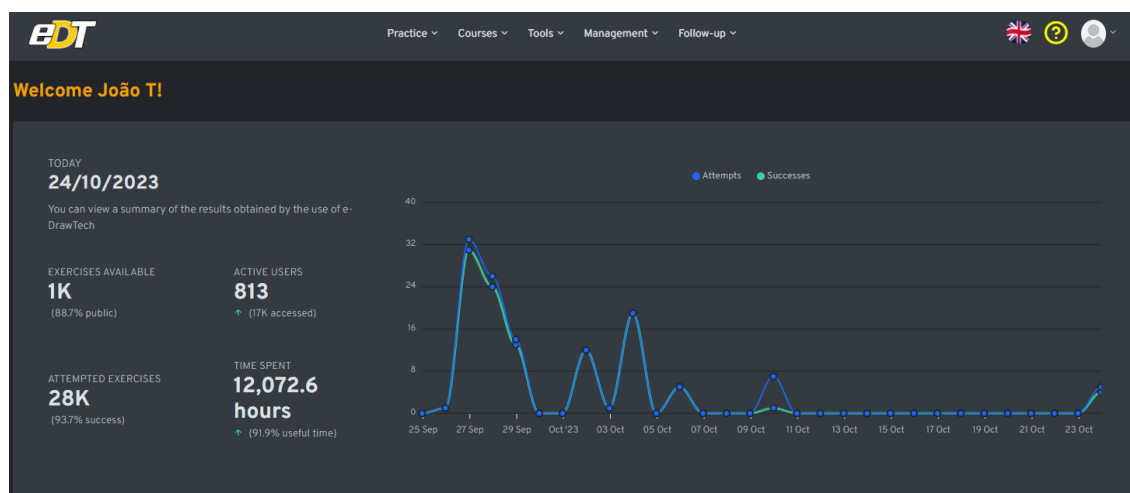 eDT
Practice Courses Tools Management Follow-up
Welcome João T!
TODAY
24/10/2023
You can view a summary of the results obtained by the use of e-
DrawTech
EXERCISES AVAILABLE
1K
(88.7% public)
ACTIVE USERS
813
(17K accessed)
ATTEMPTED EXERCISES
28K
(93.7% success)
TIME SPENT
12,072.6
hours
(91.9% useful time)
Attempts Successes
40
32
24
16
8
0
25 Sep 27 Sep 29 Sep Oct '23 03 Oct 05 Oct 07 Oct 09 Oct 11 Oct 13 Oct 15 Oct 17 Oct 19 Oct 21 Oct 23 Oct